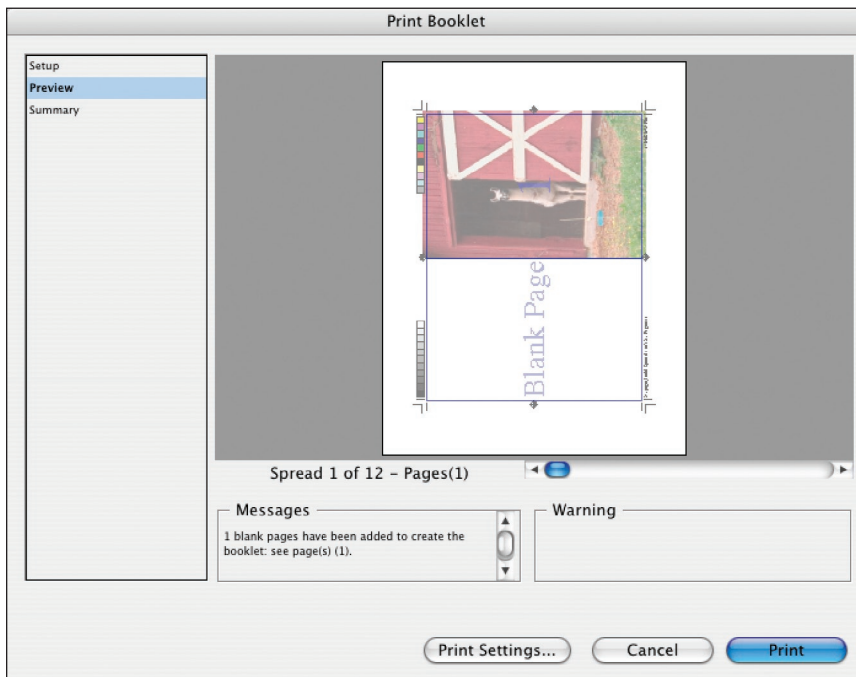 Print Booklet
Setup
Preview
Summary
Blank Page
Spread 1 of 12 – Pages(1)
Messages
1 blank pages have been added to create the
booklet: see page(s) (1).
Warning
Print Settings...
Cancel
Print